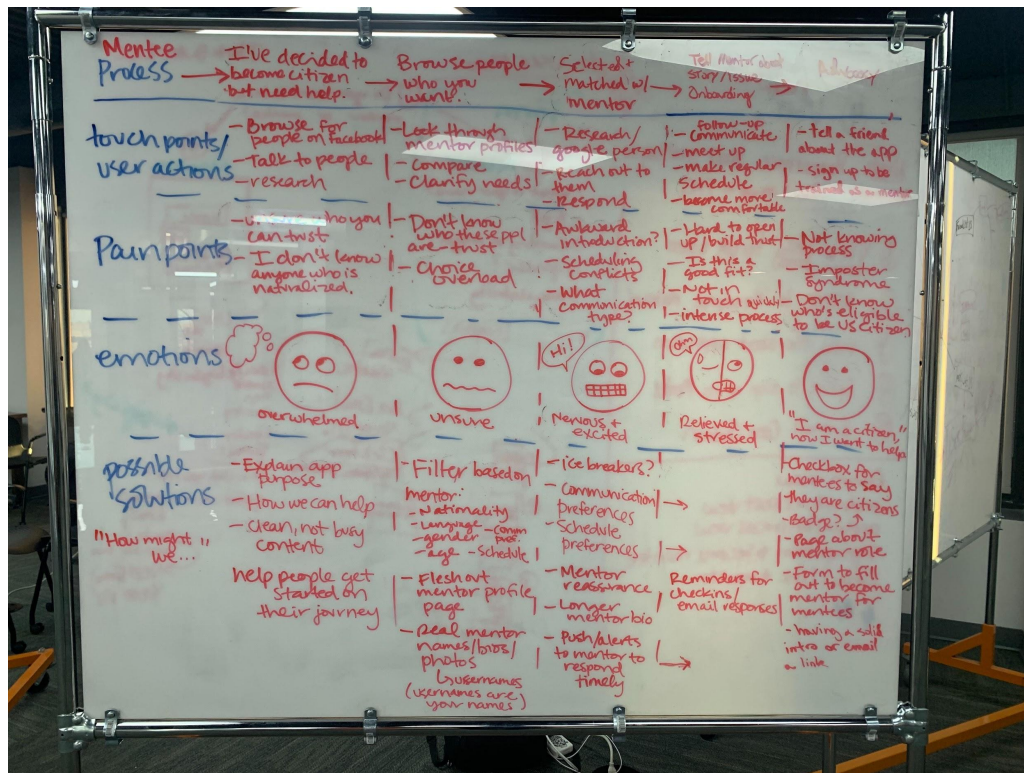 Mentee
Process
I've decided to
become citizen
but need help.
Browse people
who you
want.
Selected +
matched w/
mentor
Tell mentor about
story/issue
Onboarding
Advocacy
touch points/
user actions
- Browse for
people on facebook
- Talk to people
- research
- Look through
mentor profiles
- Compare
- Clarify needs
- Research/
google person
- Reach out to
them
- Respond
follow-up
- communicate
- meet up
- make regular
schedule
- become more
comfortable
- tell a friend
about the app
- sign up to be
trained as a mentor
Pain points
who you
can trust
- I don't know
anyone who is
naturalized.
- Don't know
who these ppl
are - trust
- Choice
overload
- Awkward
introduction?
- Scheduling
conflicts
- What
communication
type?
- Hard to open
up/build trust
- Is this a
good fit?
- Not in
touch quickly
- intense process
- Not knowing
process
- Imposter
Syndrome
- Don't know
who's eligible
to be US citizen
emotions
overwhelmed
unsure
Hi!
Nervous +
excited
Relieved +
stressed
"I am a citizen,
now I want to help"
possible
solutions
"How might
we..."
- Explain app
purpose
- How we can help
- clean, not busy
content
help people get
started on
their journey
- Filter based on
mentor:
- Nationality
- Language - comm
pref.
- gender
- age - schedule
- Flesh out
mentor profile
page
- Real mentor
names/bios/
photos
↳ usernames
(usernames are
your names)
- ice breakers?
- Communication
preferences
- Schedule
preferences
- Mentor
reassurance
- Longer
mentor bio
- Push/alerts
to mentor to
respond
timely
Reminders for
checkins/
email responses
- Checkbox for
mentees to say
they are citizens
- Badge?
- Page about
mentor role
- Form to fill
out to become
mentor for
mentees
- having a solid
intro or email
a link